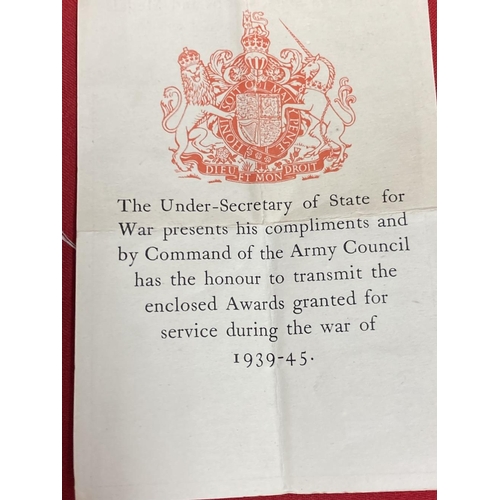 HONI SOIT QUI MAL Y PENSE
DIEU ET MON DROIT
The Under-Secretary of State for
War presents his compliments and
by Command of the Army Council
has the honour to transmit the
enclosed Awards granted for
service during the war of
1939-45.